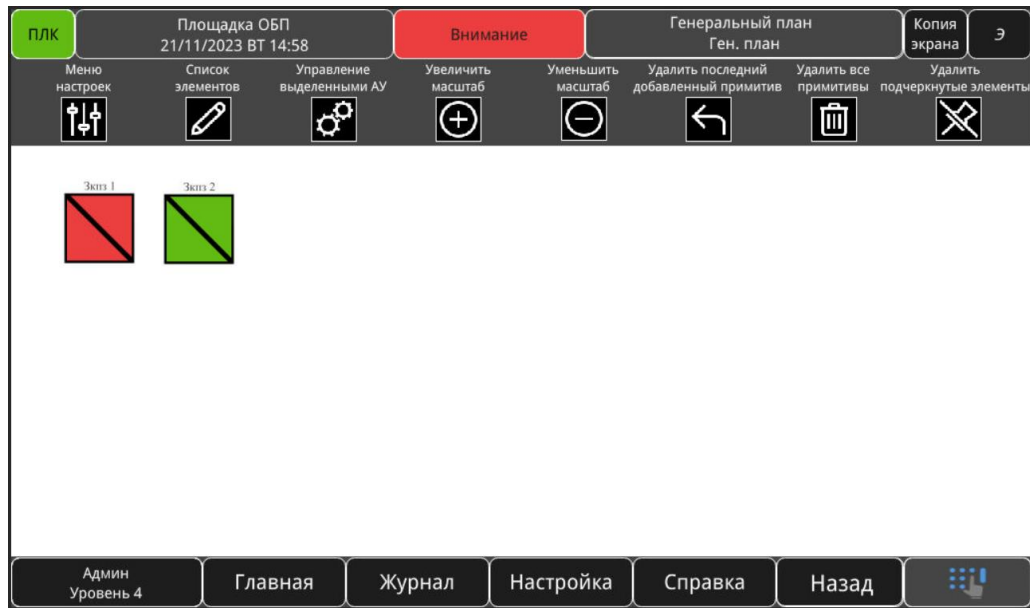 ПЛК
Площадка ОБП
21/11/2023 ВТ 14:58
Внимание
Генеральный план
Ген. план
Копия
экрана
Э
Меню
настроек
Список
элементов
Управление
выделенными АУ
Увеличить
масштаб
Уменьшить
масштаб
Удалить последний
добавленный примитив
Удалить все
примитивы
Удалить
подчеркнутые элементы
Зкпз 1
Зкпз 2
Админ
Уровень 4
Главная
Журнал
Настройка
Справка
Назад